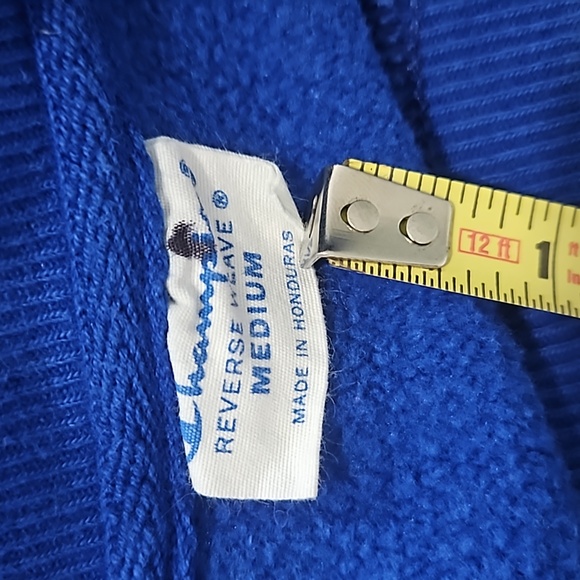 Champion
REVERSE WEAVE ®
MEDIUM
MADE IN HONDURAS
12 ft
1